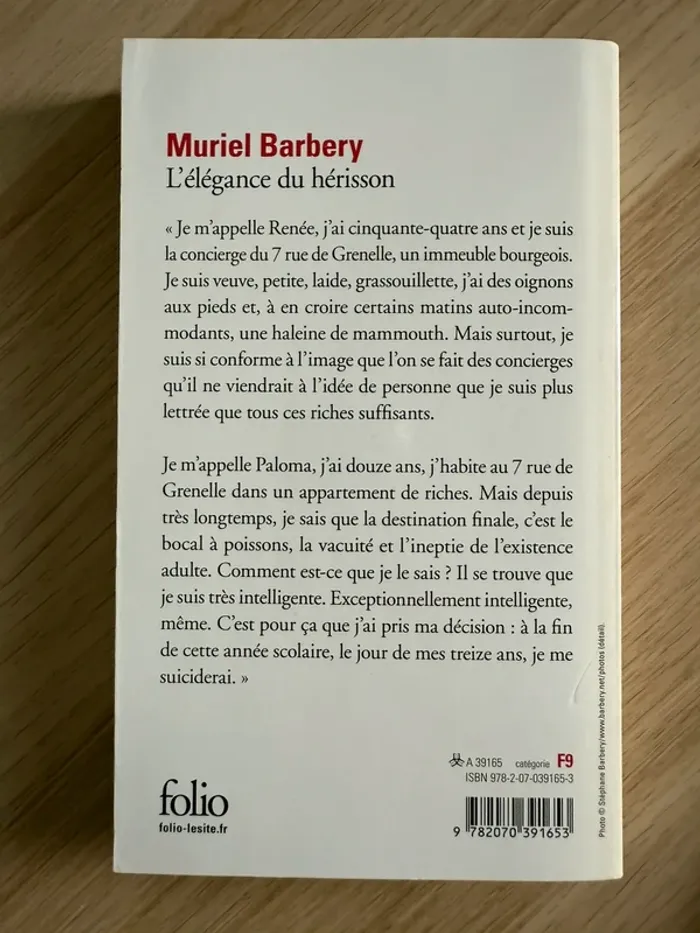 Muriel Barbery
L'élégance du hérisson
« Je m'appelle Renée, j'ai cinquante-quatre ans et je suis
la concierge du 7 rue de Grenelle, un immeuble bourgeois.
Je suis veuve, petite, laide, grassouillette, j'ai des oignons
aux pieds et, à en croire certains matins auto-incom-
modants, une haleine de mammouth. Mais surtout, je
suis si conforme à l'image que l'on se fait des concierges
qu'il ne viendrait à l'idée de personne que je suis plus
lettrée que tous ces riches suffisants.
Je m'appelle Paloma, j'ai douze ans, j'habite au 7 rue de
Grenelle dans un appartement de riches. Mais depuis
très longtemps, je sais que la destination finale, c'est le
bocal à poissons, la vacuité et l'ineptie de l'existence
adulte. Comment est-ce que je le sais ? Il se trouve que
je suis très intelligente. Exceptionnellement intelligente,
même. C'est pour ça que j'ai pris ma décision : à la fin
de cette année scolaire, le jour de mes treize ans, je me
suiciderai. »
A 39165 catégorie F9
ISBN 978-2-07-039165-3
folio
folio-lesite.fr
9 782070 391653
Photo © Stéphane Barbery/www.barbery.net/photos (détail).